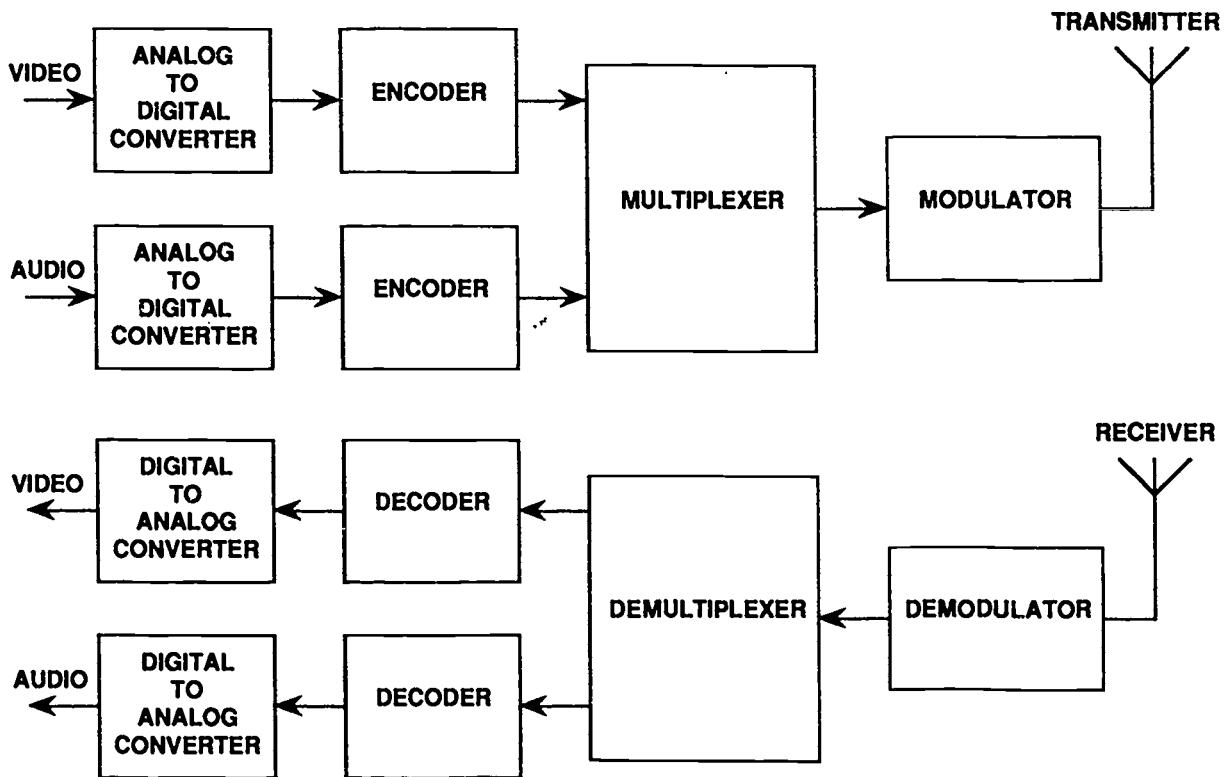 TRANSMITTER
VIDEO
ANALOG
TO
DIGITAL
CONVERTER
ENCODER
MULTIPLEXER
MODULATOR
AUDIO
ANALOG
TO
DIGITAL
CONVERTER
ENCODER
RECEIVER
VIDEO
DIGITAL
TO
ANALOG
CONVERTER
DECODER
DEMULTIPLEXER
DEMODULATOR
AUDIO
DIGITAL
TO
ANALOG
CONVERTER
DECODER